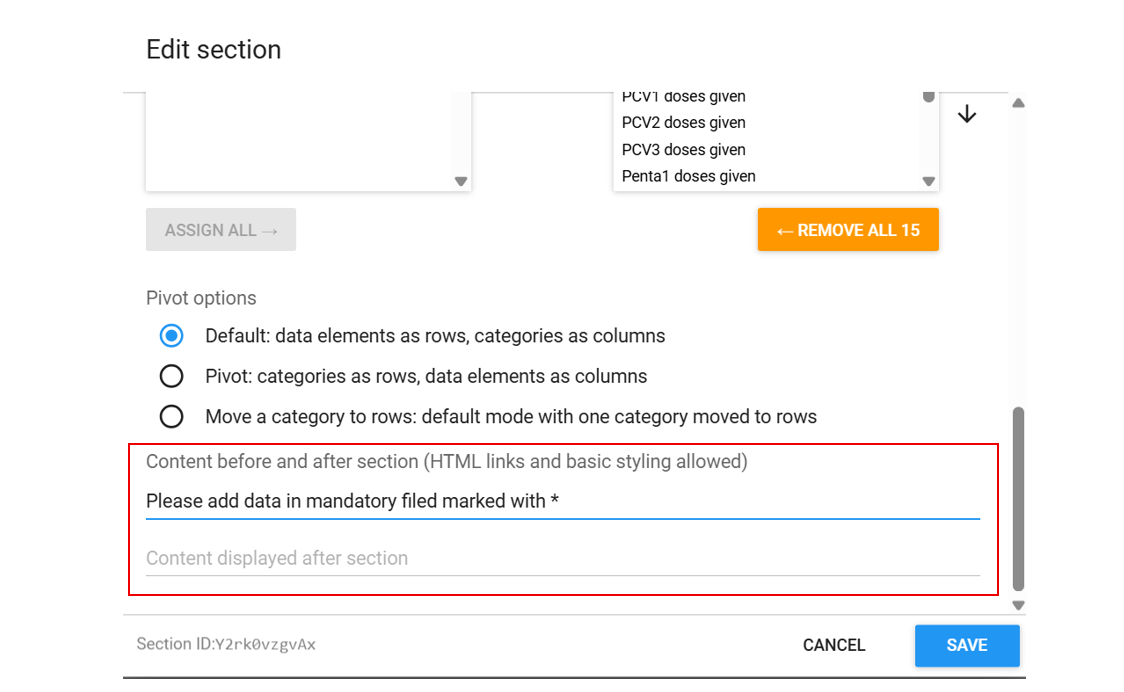 Edit section
PCV1 doses given
PCV2 doses given
PCV3 doses given
Penta1 doses given
ASSIGN ALL →
← REMOVE ALL 15
Pivot options
Default: data elements as rows, categories as columns
Pivot: categories as rows, data elements as columns
Move a category to rows: default mode with one category moved to rows
Content before and after section (HTML links and basic styling allowed)
Please add data in mandatory filed marked with *
Content displayed after section
Section ID:Y2rk0vzgvAx
CANCEL
SAVE